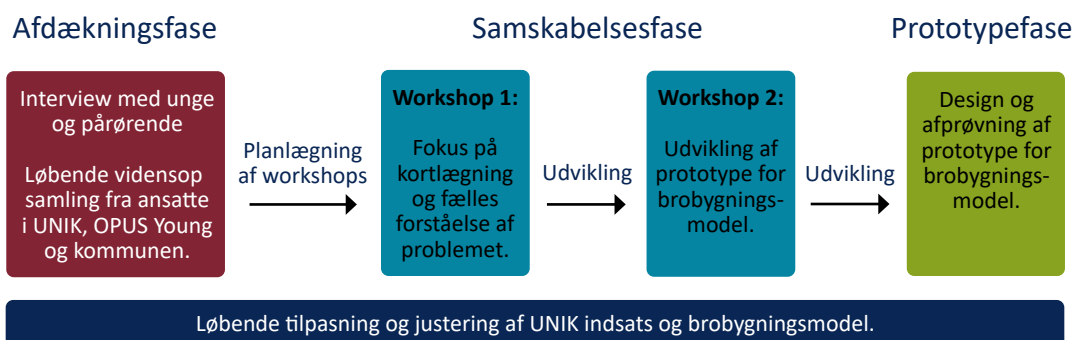 Afdækningsfase
Samskabelsesfase
Prototypefase
Interview med unge
og pårørende
Løbende vidensop
samling fra ansatte
i UNIK, OPUS Young
og kommunen.
Planlægning
af workshops
Workshop 1:
Fokus på
kortlægning
og fælles
forståelse af
problemet.
Udvikling
Workshop 2:
Udvikling af
prototype for
brobygnings-
model.
Udvikling
Design og
afprøvning af
prototype for
brobygnings-
model.
Løbende tilpasning og justering af UNIK indsats og brobygningsmodel.